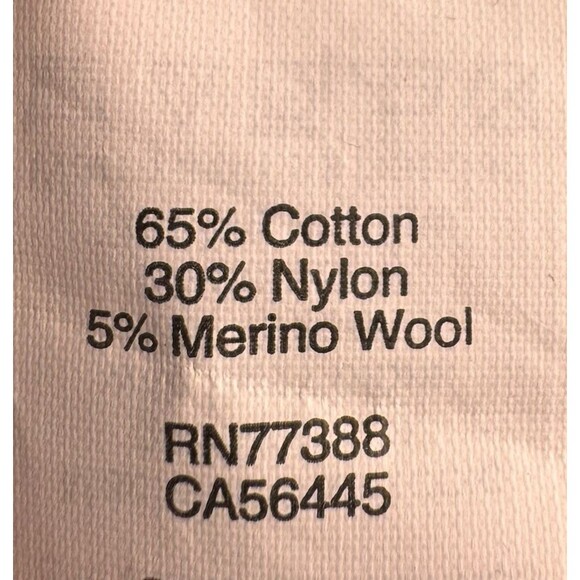 65% Cotton
30% Nylon
5% Merino Wool
RN77388
CA56445